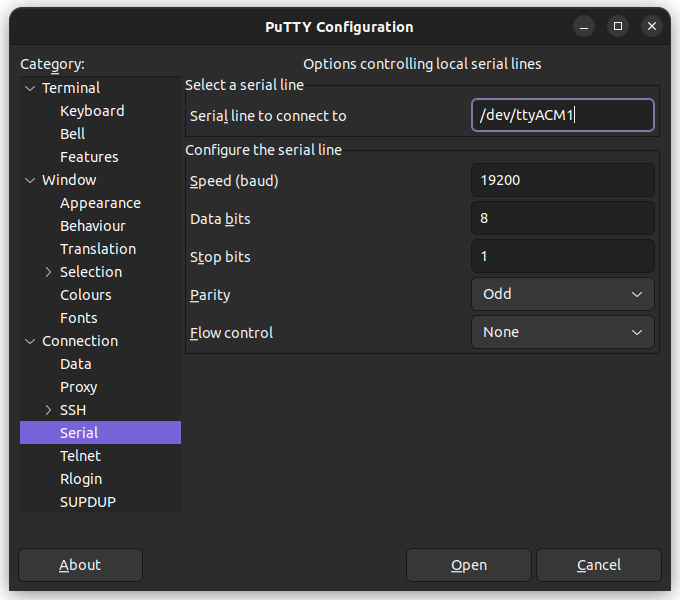 PuTTY Configuration
Category:
Options controlling local serial lines
Terminal
Keyboard
Bell
Features
Window
Appearance
Behaviour
Translation
Selection
Colours
Fonts
Connection
Data
Proxy
SSH
Serial
Telnet
Rlogin
SUPDUP
Select a serial line
Serial line to connect to /dev/ttyACM1
Configure the serial line
Speed (baud) 19200
Data bits 8
Stop bits 1
Parity Odd
Flow control None
About Open Cancel